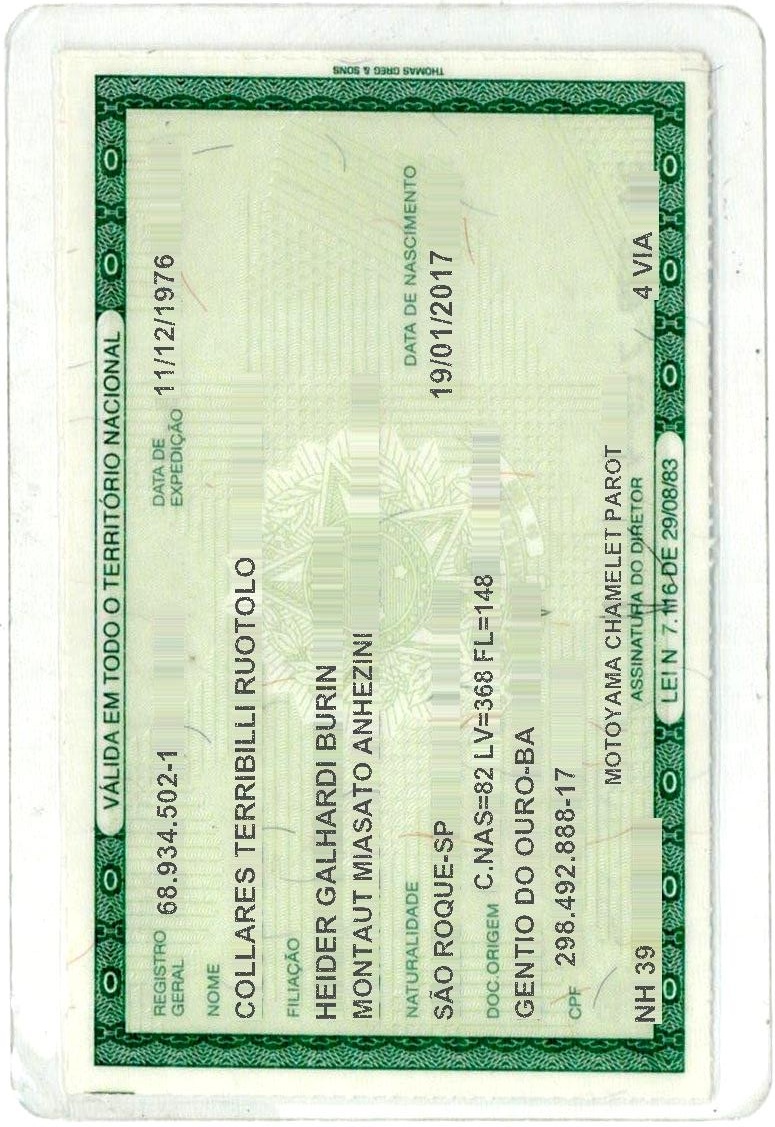 THOMAS GREG & SONS
VÁLIDA EM TODO O TERRITÓRIO NACIONAL
REGISTRO GERAL 68.934.502-1 DATA DE EXPEDIÇÃO 11/12/1976
NOME
COLLARES TERRIBILLI RUOTOLO
FILIAÇÃO
HEIDER GALHARDI BURIN
MONTAUT MIASATO ANHEZINI
NATURALIDADE DATA DE NASCIMENTO
SÃO ROQUE-SP 19/01/2017
DOC.ORIGEM C.NAS=82 LV=368 FL=148
GENTIO DO OURO-BA
CPF 298.492.888-17
MOTOYAMA CHAMELET PAROT
ASSINATURA DO DIRETOR
NH 39 4 VIA
LEI N 7.116 DE 29/08/83